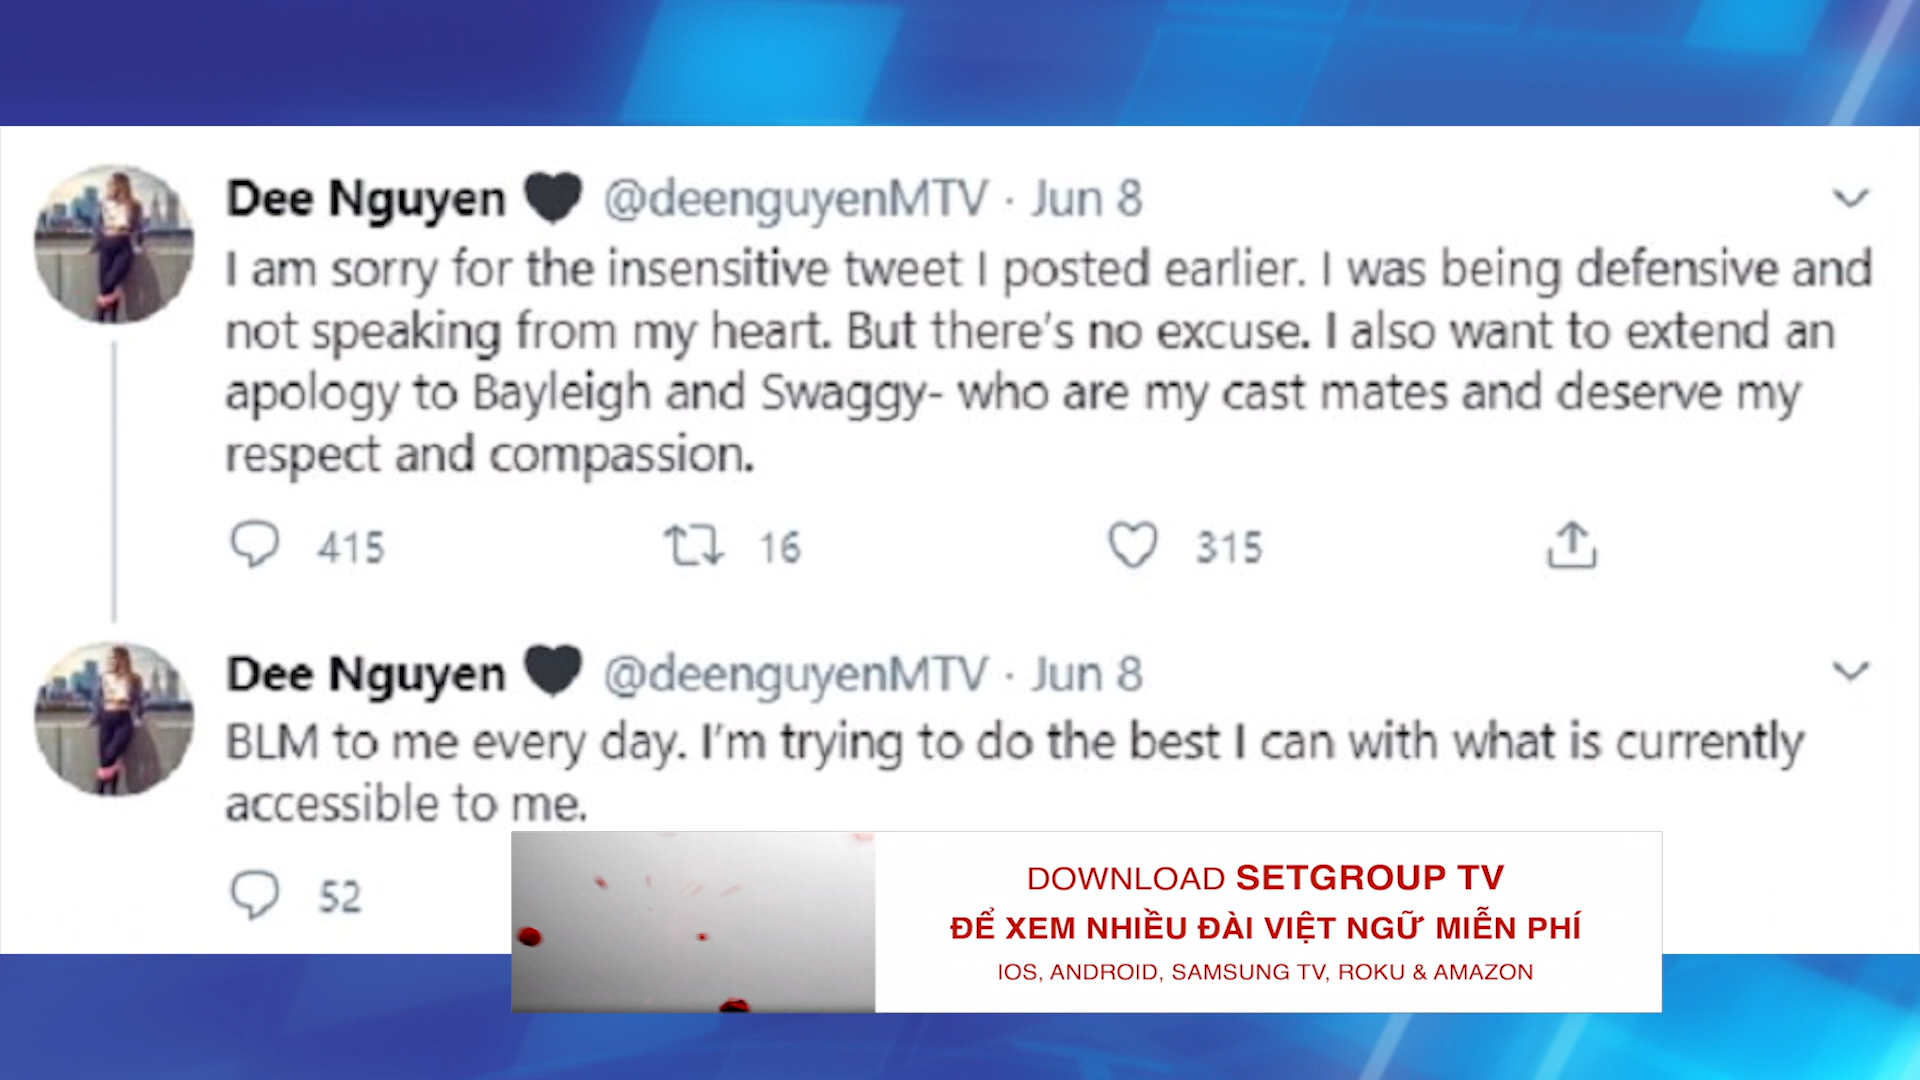 Dee Nguyen 🖤 @deenguyenMTV · Jun 8
I am sorry for the insensitive tweet I posted earlier. I was being defensive and
not speaking from my heart. But there's no excuse. I also want to extend an
apology to Bayleigh and Swaggy- who are my cast mates and deserve my
respect and compassion.
415 16 315
Dee Nguyen 🖤 @deenguyenMTV · Jun 8
BLM to me every day. I'm trying to do the best I can with what is currently
accessible to me.
52
DOWNLOAD SETGROUP TV
ĐỂ XEM NHIỀU ĐÀI VIỆT NGỮ MIỄN PHÍ
IOS, ANDROID, SAMSUNG TV, ROKU & AMAZON